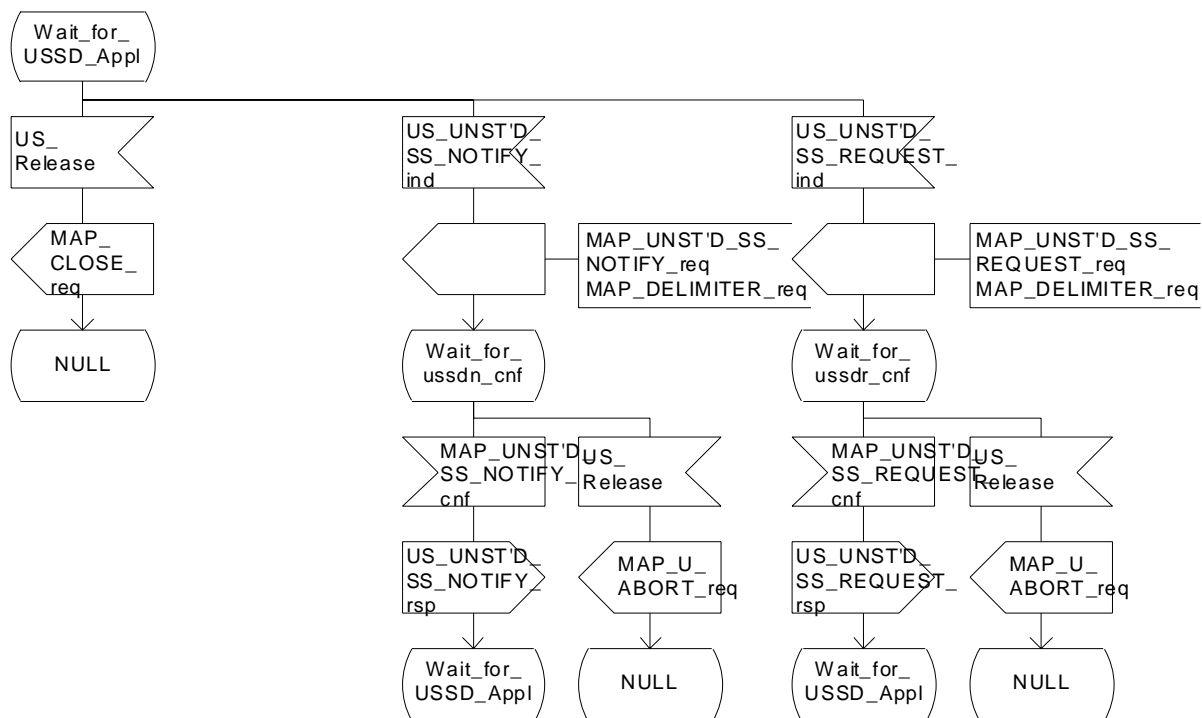 Wait_for_
USSD_Appl
US_
Release
US_UNST'D_
SS_NOTIFY_
ind
US_UNST'D_
SS_REQUEST_
ind
MAP_
CLOSE_
req
MAP_UNST'D_SS_
NOTIFY_req
MAP_DELIMITER_req
MAP_UNST'D_SS_
REQUEST_req
MAP_DELIMITER_req
NULL
Wait_for_
ussdn_cnf
Wait_for_
ussdr_cnf
MAP_UNST'D_
SS_NOTIFY_
cnf
US_
Release
MAP_UNST'D_
SS_REQUEST_
cnf
US_
Release
US_UNST'D_
SS_NOTIFY_
rsp
MAP_U_
ABORT_req
US_UNST'D_
SS_REQUEST_
rsp
MAP_U_
ABORT_req
Wait_for_
USSD_Appl
NULL
Wait_for_
USSD_Appl
NULL